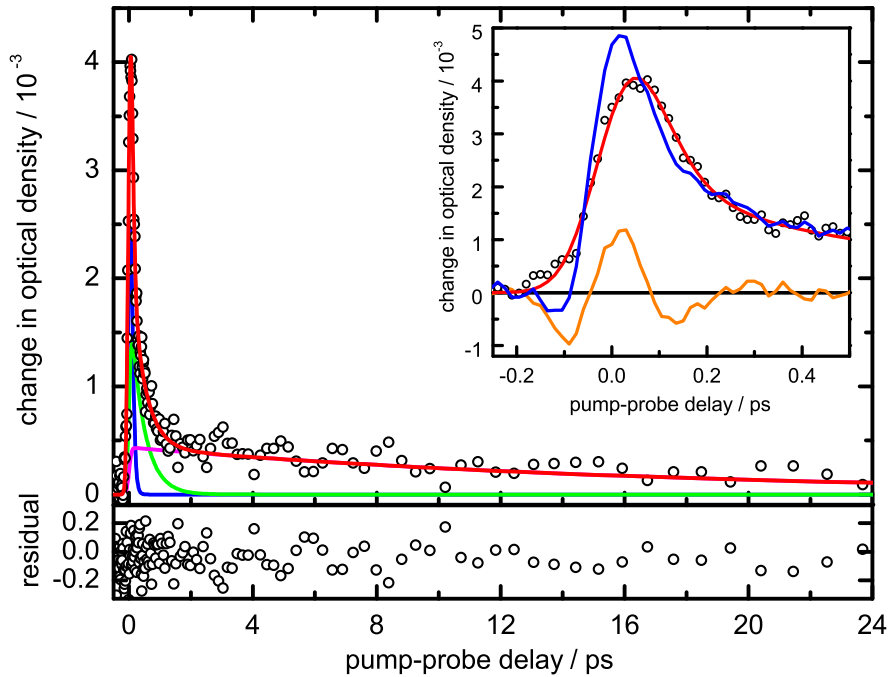 change in optical density / 10⁻³
4
3
2
1
0
change in optical density / 10⁻³
5
4
3
2
1
0
-1
-0.2 0.0 0.2 0.4
pump-probe delay / ps
residual
0.2
0.0
-0.2
0 4 8 12 16 20 24
pump-probe delay / ps